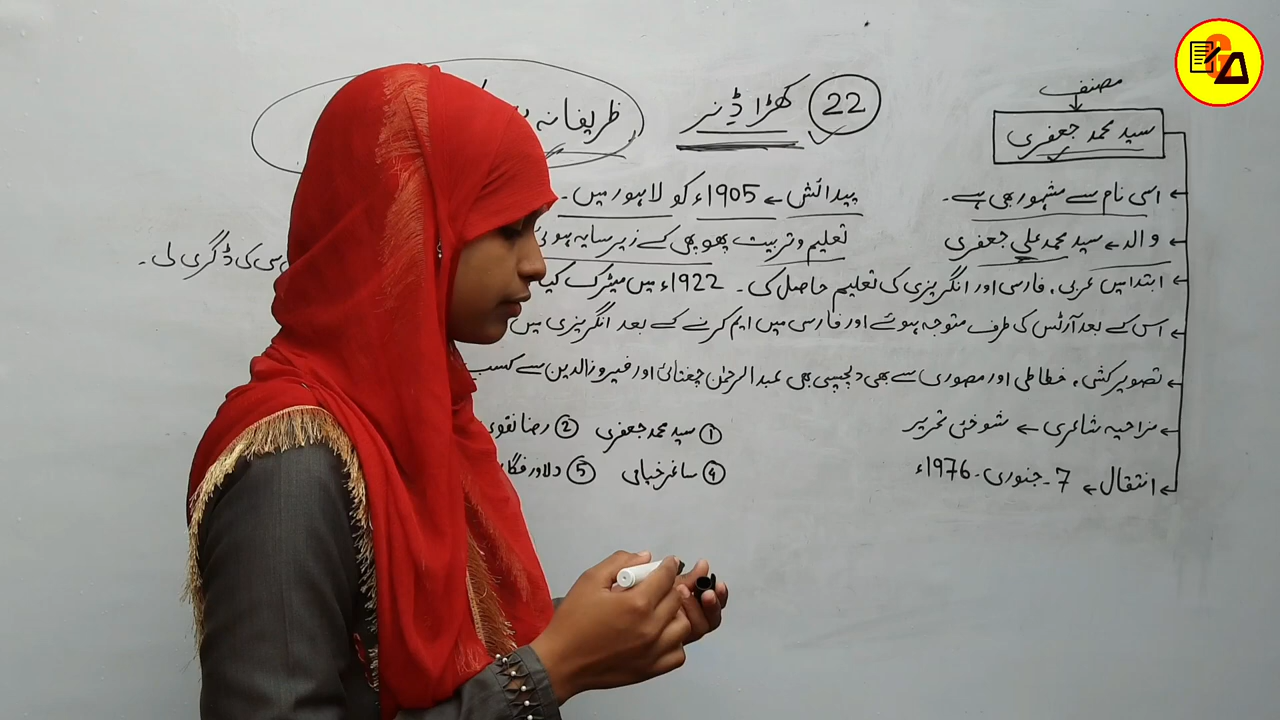 22 کھڑا ڈنر
ظریفانہ
مصنف
سید محمد جعفری
اسی نام سے مشہور بھی ہے۔
پیدائش ← 1905ء کو لاہور میں۔
والد ← سید محمد علی جعفری
تعلیم و تربیت پھوپھی کے زیر سایہ ہوئی
ابتدا میں عربی، فارسی اور انگریزی کی تعلیم حاصل کی۔ 1922ء میں میٹرک کیا سی کی ڈگری لی۔
اس کے بعد آرٹس کی طرف متوجہ ہوئے اور فارسی میں ایم کرنے کے بعد انگریزی میں
تصویر کشی، خطاطی اور مصوری سے بھی دلچسپی تھی عبدالرحمٰن چغتائی اور فیروزالدین سے کسب
مزاحیہ شاعری ← شوخئ تحریر
① سید محمد جعفری ② رضا نقوی
انتقال ← 7۔جنوری۔1976ء
④ ساغر خیامی ⑤ دلاور فگار